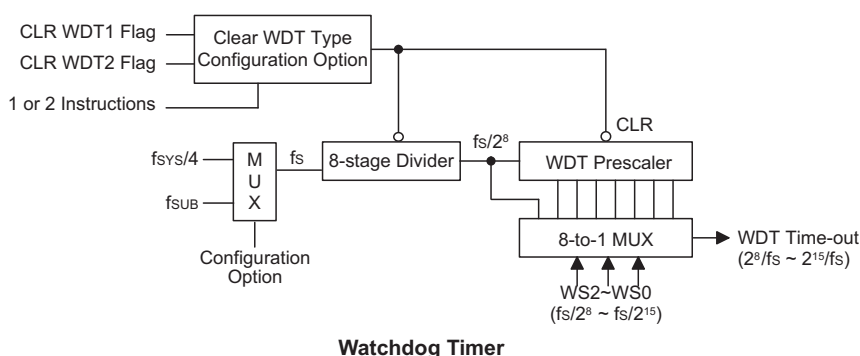 CLR WDT1 Flag
CLR WDT2 Flag
1 or 2 Instructions
Clear WDT Type
Configuration Option
CLR
fSYS/4
fSUB
M
U
X
fS
8-stage Divider
fS/2⁸
WDT Prescaler
Configuration
Option
8-to-1 MUX
WDT Time-out
(2⁸/fS ~ 2¹⁵/fS)
WS2~WS0
(fS/2⁸ ~ fS/2¹⁵)
Watchdog Timer